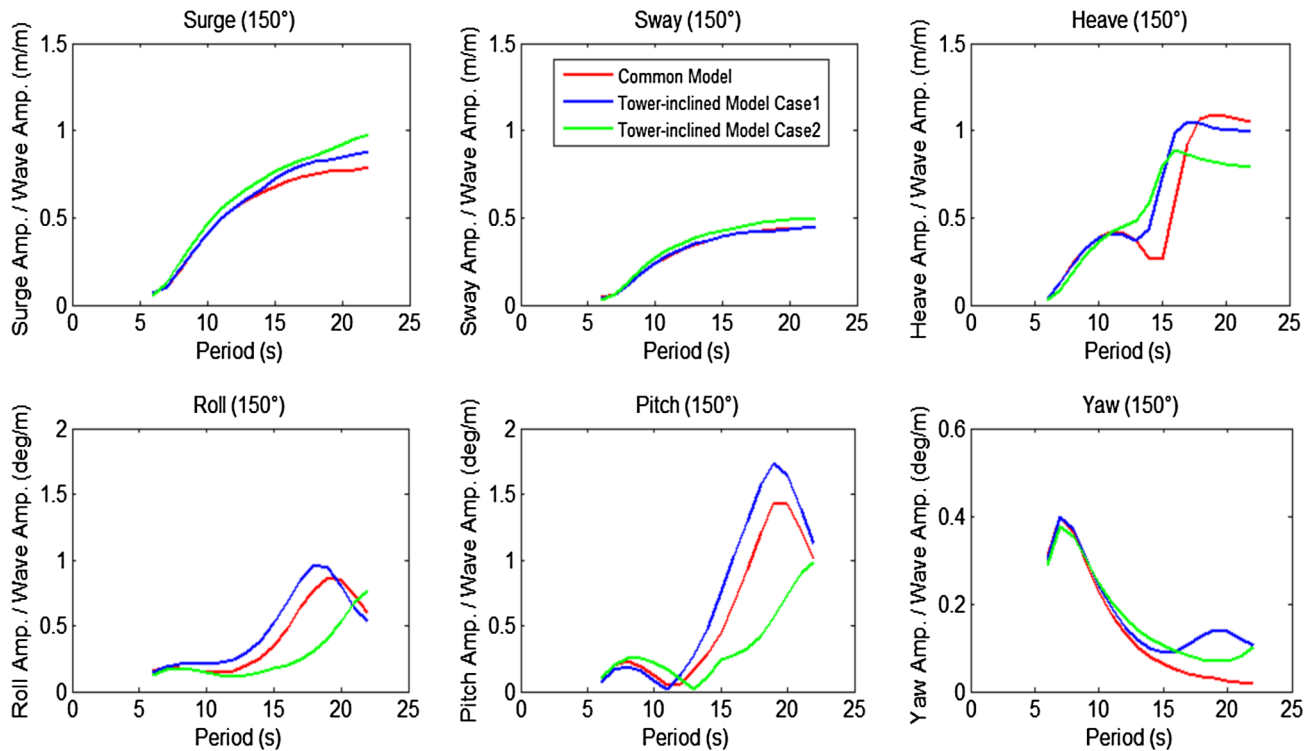 Surge (150°)
Surge Amp. / Wave Amp. (m/m)
1.5
1
0.5
0
0 5 10 15 20 25
Period (s)
Sway (150°)
Sway Amp. / Wave Amp. (m/m)
1.5
1
0.5
0
Common Model
Tower-inclined Model Case1
Tower-inclined Model Case2
0 5 10 15 20 25
Period (s)
Heave (150°)
Heave Amp. / Wave Amp. (m/m)
1.5
1
0.5
0
0 5 10 15 20 25
Period (s)
Roll (150°)
Roll Amp. / Wave Amp. (deg/m)
2
1.5
1
0.5
0
0 5 10 15 20 25
Period (s)
Pitch (150°)
Pitch Amp. / Wave Amp. (deg/m)
2
1.5
1
0.5
0
0 5 10 15 20 25
Period (s)
Yaw (150°)
Yaw Amp. / Wave Amp. (deg/m)
0.6
0.4
0.2
0
0 5 10 15 20 25
Period (s)